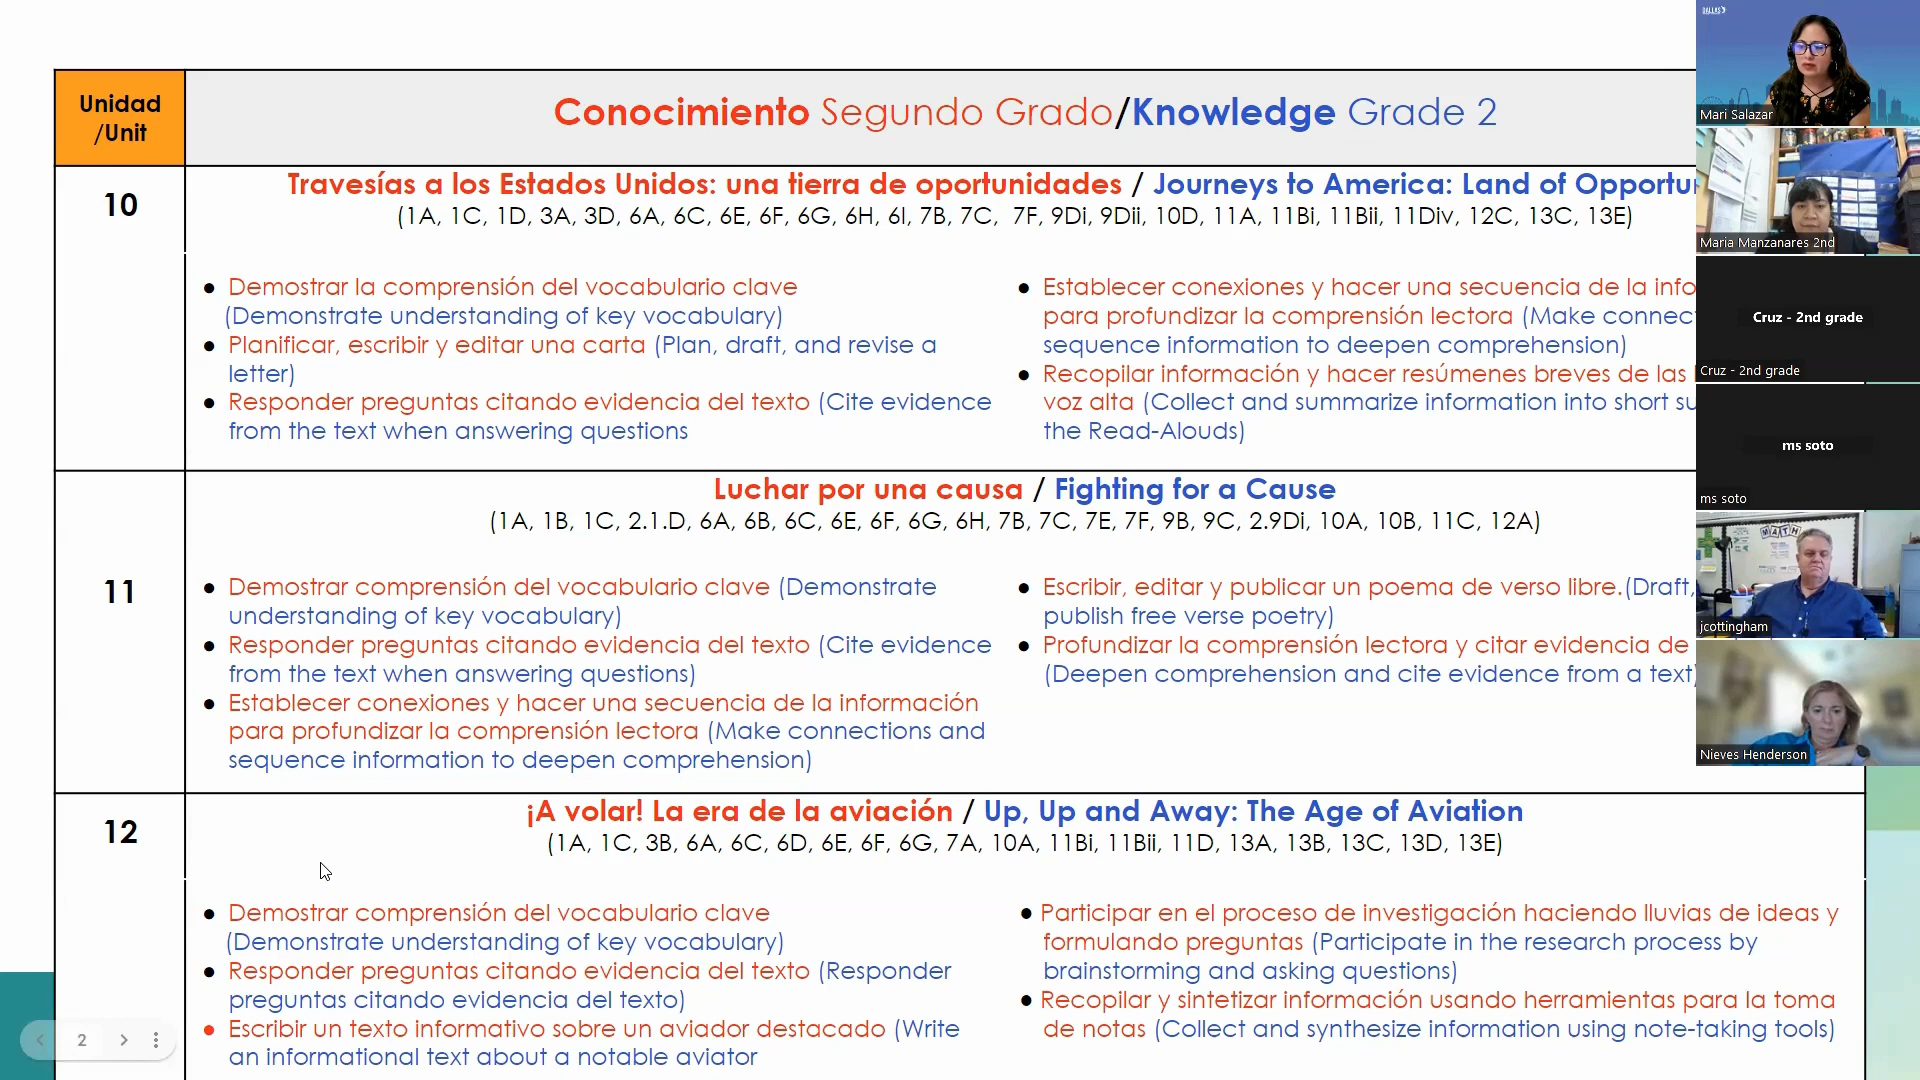 Unidad
/Unit
Conocimiento Segundo Grado/Knowledge Grade 2
10
Travesías a los Estados Unidos: una tierra de oportunidades / Journeys to America: Land of Opportu
(1A, 1C, 1D, 3A, 3D, 6A, 6C, 6E, 6F, 6G, 6H, 6I, 7B, 7C, 7F, 9Di, 9Dii, 10D, 11A, 11Bi, 11Bii, 11Div, 12C, 13C, 13E)
● Demostrar la comprensión del vocabulario clave
(Demonstrate understanding of key vocabulary)
● Planificar, escribir y editar una carta (Plan, draft, and revise a
letter)
● Responder preguntas citando evidencia del texto (Cite evidence
from the text when answering questions
● Establecer conexiones y hacer una secuencia de la info
para profundizar la comprensión lectora (Make connec
sequence information to deepen comprehension)
● Recopilar información y hacer resúmenes breves de las
voz alta (Collect and summarize information into short su
the Read-Alouds)
11
Luchar por una causa / Fighting for a Cause
(1A, 1B, 1C, 2.1.D, 6A, 6B, 6C, 6E, 6F, 6G, 6H, 7B, 7C, 7E, 7F, 9B, 9C, 2.9Di, 10A, 10B, 11C, 12A)
● Demostrar comprensión del vocabulario clave (Demonstrate
understanding of key vocabulary)
● Responder preguntas citando evidencia del texto (Cite evidence
from the text when answering questions)
● Establecer conexiones y hacer una secuencia de la información
para profundizar la comprensión lectora (Make connections and
sequence information to deepen comprehension)
● Escribir, editar y publicar un poema de verso libre.(Draft,
publish free verse poetry)
● Profundizar la comprensión lectora y citar evidencia de
(Deepen comprehension and cite evidence from a text)
12
¡A volar! La era de la aviación / Up, Up and Away: The Age of Aviation
(1A, 1C, 3B, 6A, 6C, 6D, 6E, 6F, 6G, 7A, 10A, 11Bi, 11Bii, 11D, 13A, 13B, 13C, 13D, 13E)
● Demostrar comprensión del vocabulario clave
(Demonstrate understanding of key vocabulary)
● Responder preguntas citando evidencia del texto (Responder
preguntas citando evidencia del texto)
● Escribir un texto informativo sobre un aviador destacado (Write
an informational text about a notable aviator
● Participar en el proceso de investigación haciendo lluvias de ideas y
formulando preguntas (Participate in the research process by
brainstorming and asking questions)
● Recopilar y sintetizar información usando herramientas para la toma
de notas (Collect and synthesize information using note-taking tools)
2
DALLAS
Mari Salazar
Maria Manzanares 2nd
Cruz - 2nd grade
Cruz - 2nd grade
ms soto
ms soto
MATH
jcottingham
Nieves Henderson